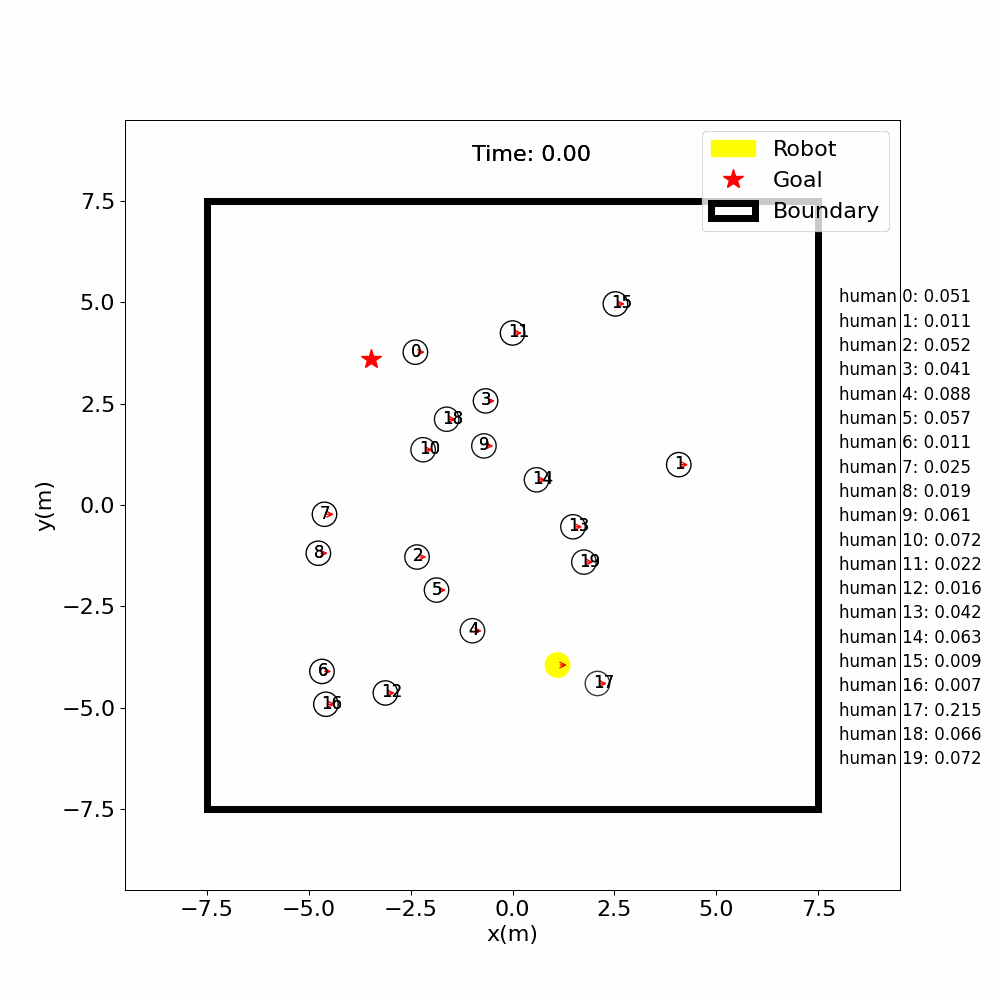 Time: 0.00
Robot
Goal
Boundary
7.5
5.0
2.5
0.0
−2.5
−5.0
−7.5
y(m)
15
11
0
3
18
9
10
14
1
7
13
8
2
19
5
4
6
17
12
16
human 0: 0.051
human 1: 0.011
human 2: 0.052
human 3: 0.041
human 4: 0.088
human 5: 0.057
human 6: 0.011
human 7: 0.025
human 8: 0.019
human 9: 0.061
human 10: 0.072
human 11: 0.022
human 12: 0.016
human 13: 0.042
human 14: 0.063
human 15: 0.009
human 16: 0.007
human 17: 0.215
human 18: 0.066
human 19: 0.072
−7.5 −5.0 −2.5 0.0 2.5 5.0 7.5
x(m)